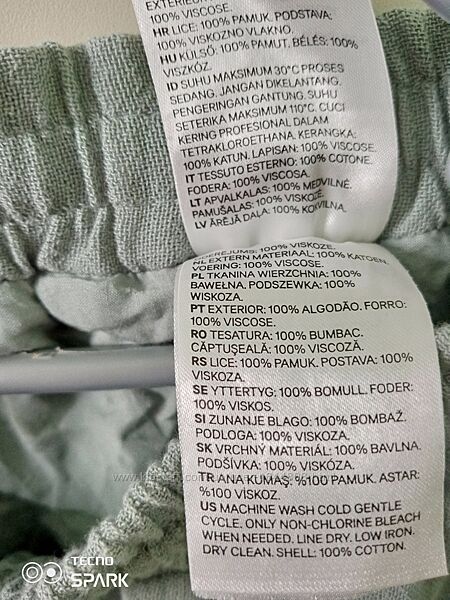 100% VISCOSE.
HR LICE: 100% PAMUK. PODSTAVA:
100% VISKOZNO VLAKNO.
HU KÜLSŐ: 100% PAMUT. BÉLÉS: 100%
VISZKÓZ.
ID SUHU MAKSIMUM 30°C PROSES
SEDANG. JANGAN DIKELANTANG.
PENGERINGAN GANTUNG. SUHU
SETERIKA MAKSIMUM 110°C. CUCI
KERING PROFESIONAL DALAM
TETRAKLOROETHANA. KERANGKA:
100% KATUN. LAPISAN: 100% VISCOSE.
IT TESSUTO ESTERNO: 100% COTONE.
FODERA: 100% VISCOSA.
LT APVALKALAS: 100% MEDVILNĖ.
PAMUŠALAS: 100% VISKOZĖ.
LV ĀRĒJĀ DALA: 100% KOKVILNA.
100% VISKOZE.
NL EXTERN MATERIAAL: 100% KATOEN.
VOERING: 100% VISCOSE.
PL TKANINA WIERZCHNIA: 100%
BAWEŁNA. PODSZEWKA: 100%
WISKOZA.
PT EXTERIOR: 100% ALGODÃO. FORRO:
100% VISCOSE.
RO TESATURA: 100% BUMBAC.
CĂPTUŞEALĂ: 100% VISCOZĂ.
RS LICE: 100% PAMUK. POSTAVA: 100%
VISKOZA.
SE YTTERTYG: 100% BOMULL. FODER:
100% VISKOS.
SI ZUNANJE BLAGO: 100% BOMBAŽ.
PODLOGA: 100% VISKOZA.
SK VRCHNÝ MATERIÁL: 100% BAVLNA.
PODŠÍVKA: 100% VISKÓZA.
TR ANA KUMAŞ: %100 PAMUK. ASTAR:
%100 VISKOZ.
US MACHINE WASH COLD GENTLE
CYCLE. ONLY NON-CHLORINE BLEACH
WHEN NEEDED. LINE DRY. LOW IRON.
DRY CLEAN. SHELL: 100% COTTON.
TECNO
SPARK